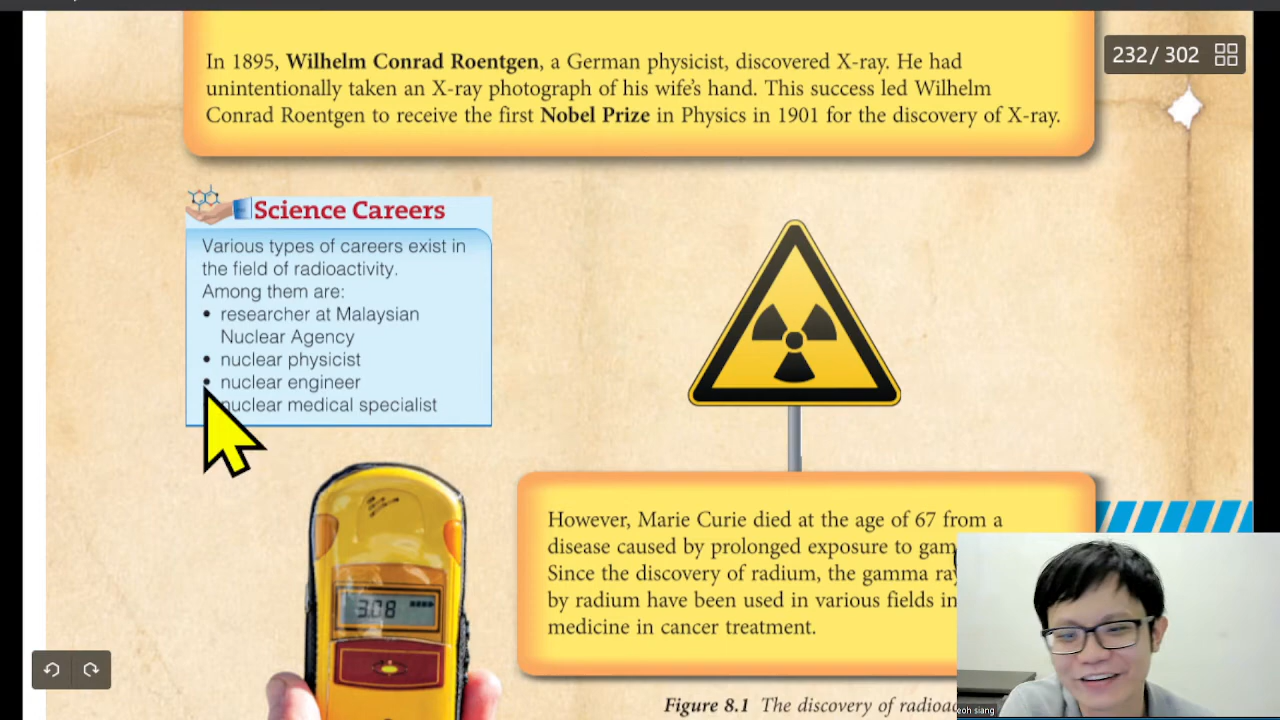 In 1895, Wilhelm Conrad Roentgen, a German physicist, discovered X-ray. He had
unintentionally taken an X-ray photograph of his wife's hand. This success led Wilhelm
Conrad Roentgen to receive the first Nobel Prize in Physics in 1901 for the discovery of X-ray.
232/ 302
Science Careers
Various types of careers exist in
the field of radioactivity.
Among them are:
• researcher at Malaysian
Nuclear Agency
• nuclear physicist
• nuclear engineer
nuclear medical specialist
3.08
However, Marie Curie died at the age of 67 from a
disease caused by prolonged exposure to gam
Since the discovery of radium, the gamma ra
by radium have been used in various fields in
medicine in cancer treatment.
Figure 8.1 The discovery of radioa
eoh siang